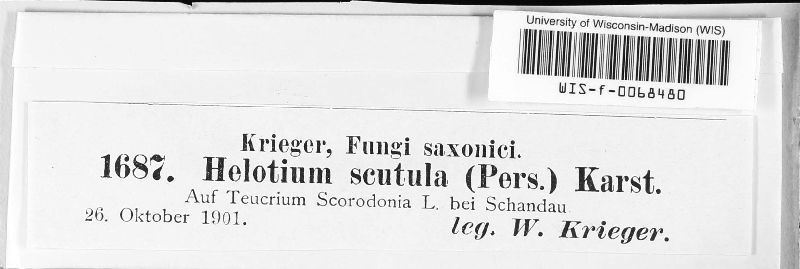 University of Wisconsin-Madison (WIS)
WIS-f-0068480
Krieger, Fungi saxonici.
1687. Helotium scutula (Pers.) Karst.
Auf Teucrium Scorodonia L. bei Schandau
26. Oktober 1901.
leg. W. Krieger.